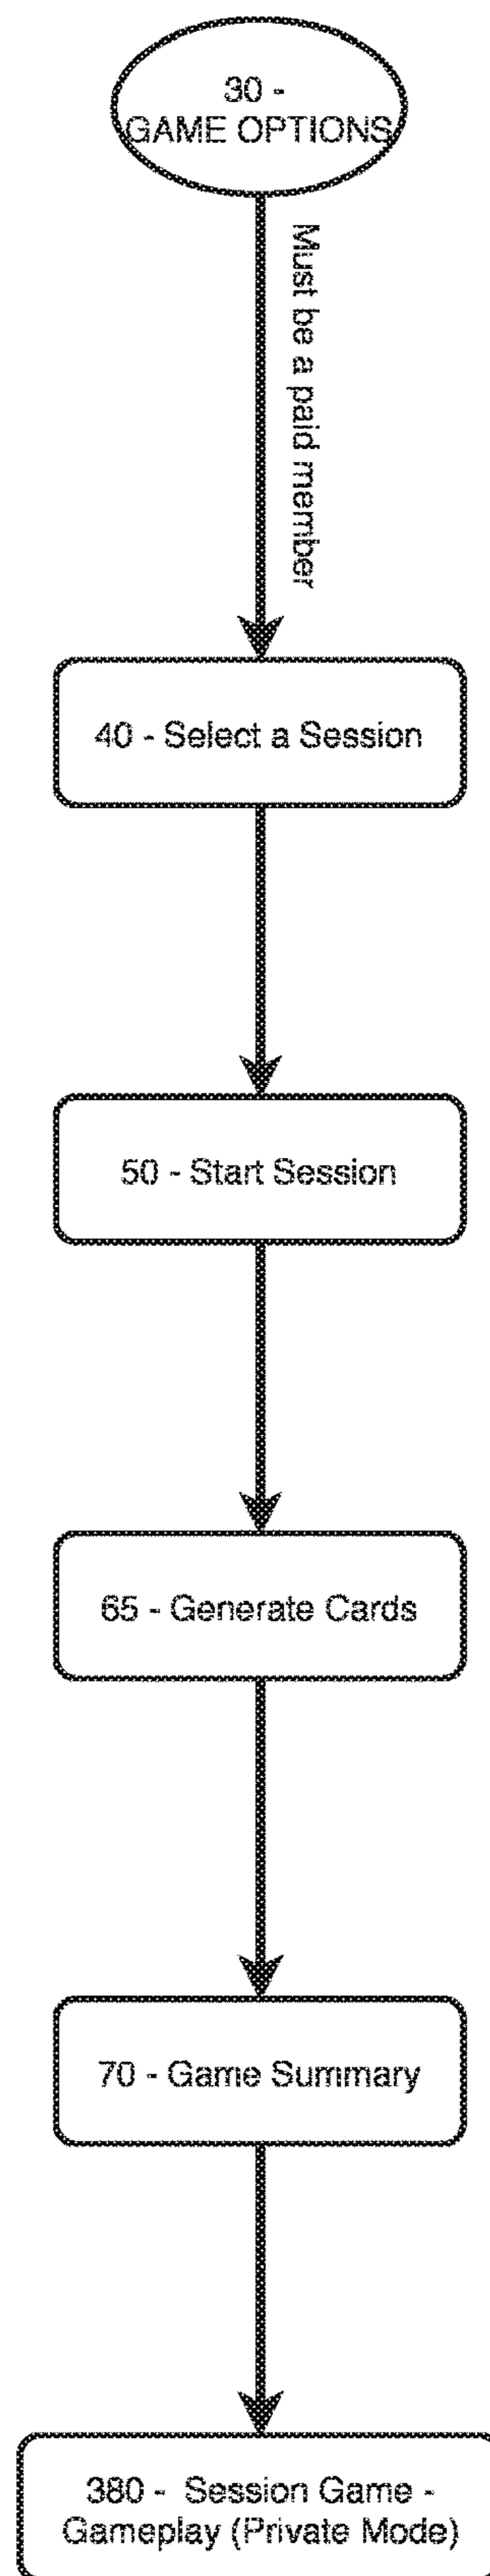 30 -
GAME OPTIONS
Must be a paid member
40 - Select a Session
50 - Start Session
65 - Generate Cards
70 - Game Summary
380 - Session Game -
Gameplay (Private Mode)